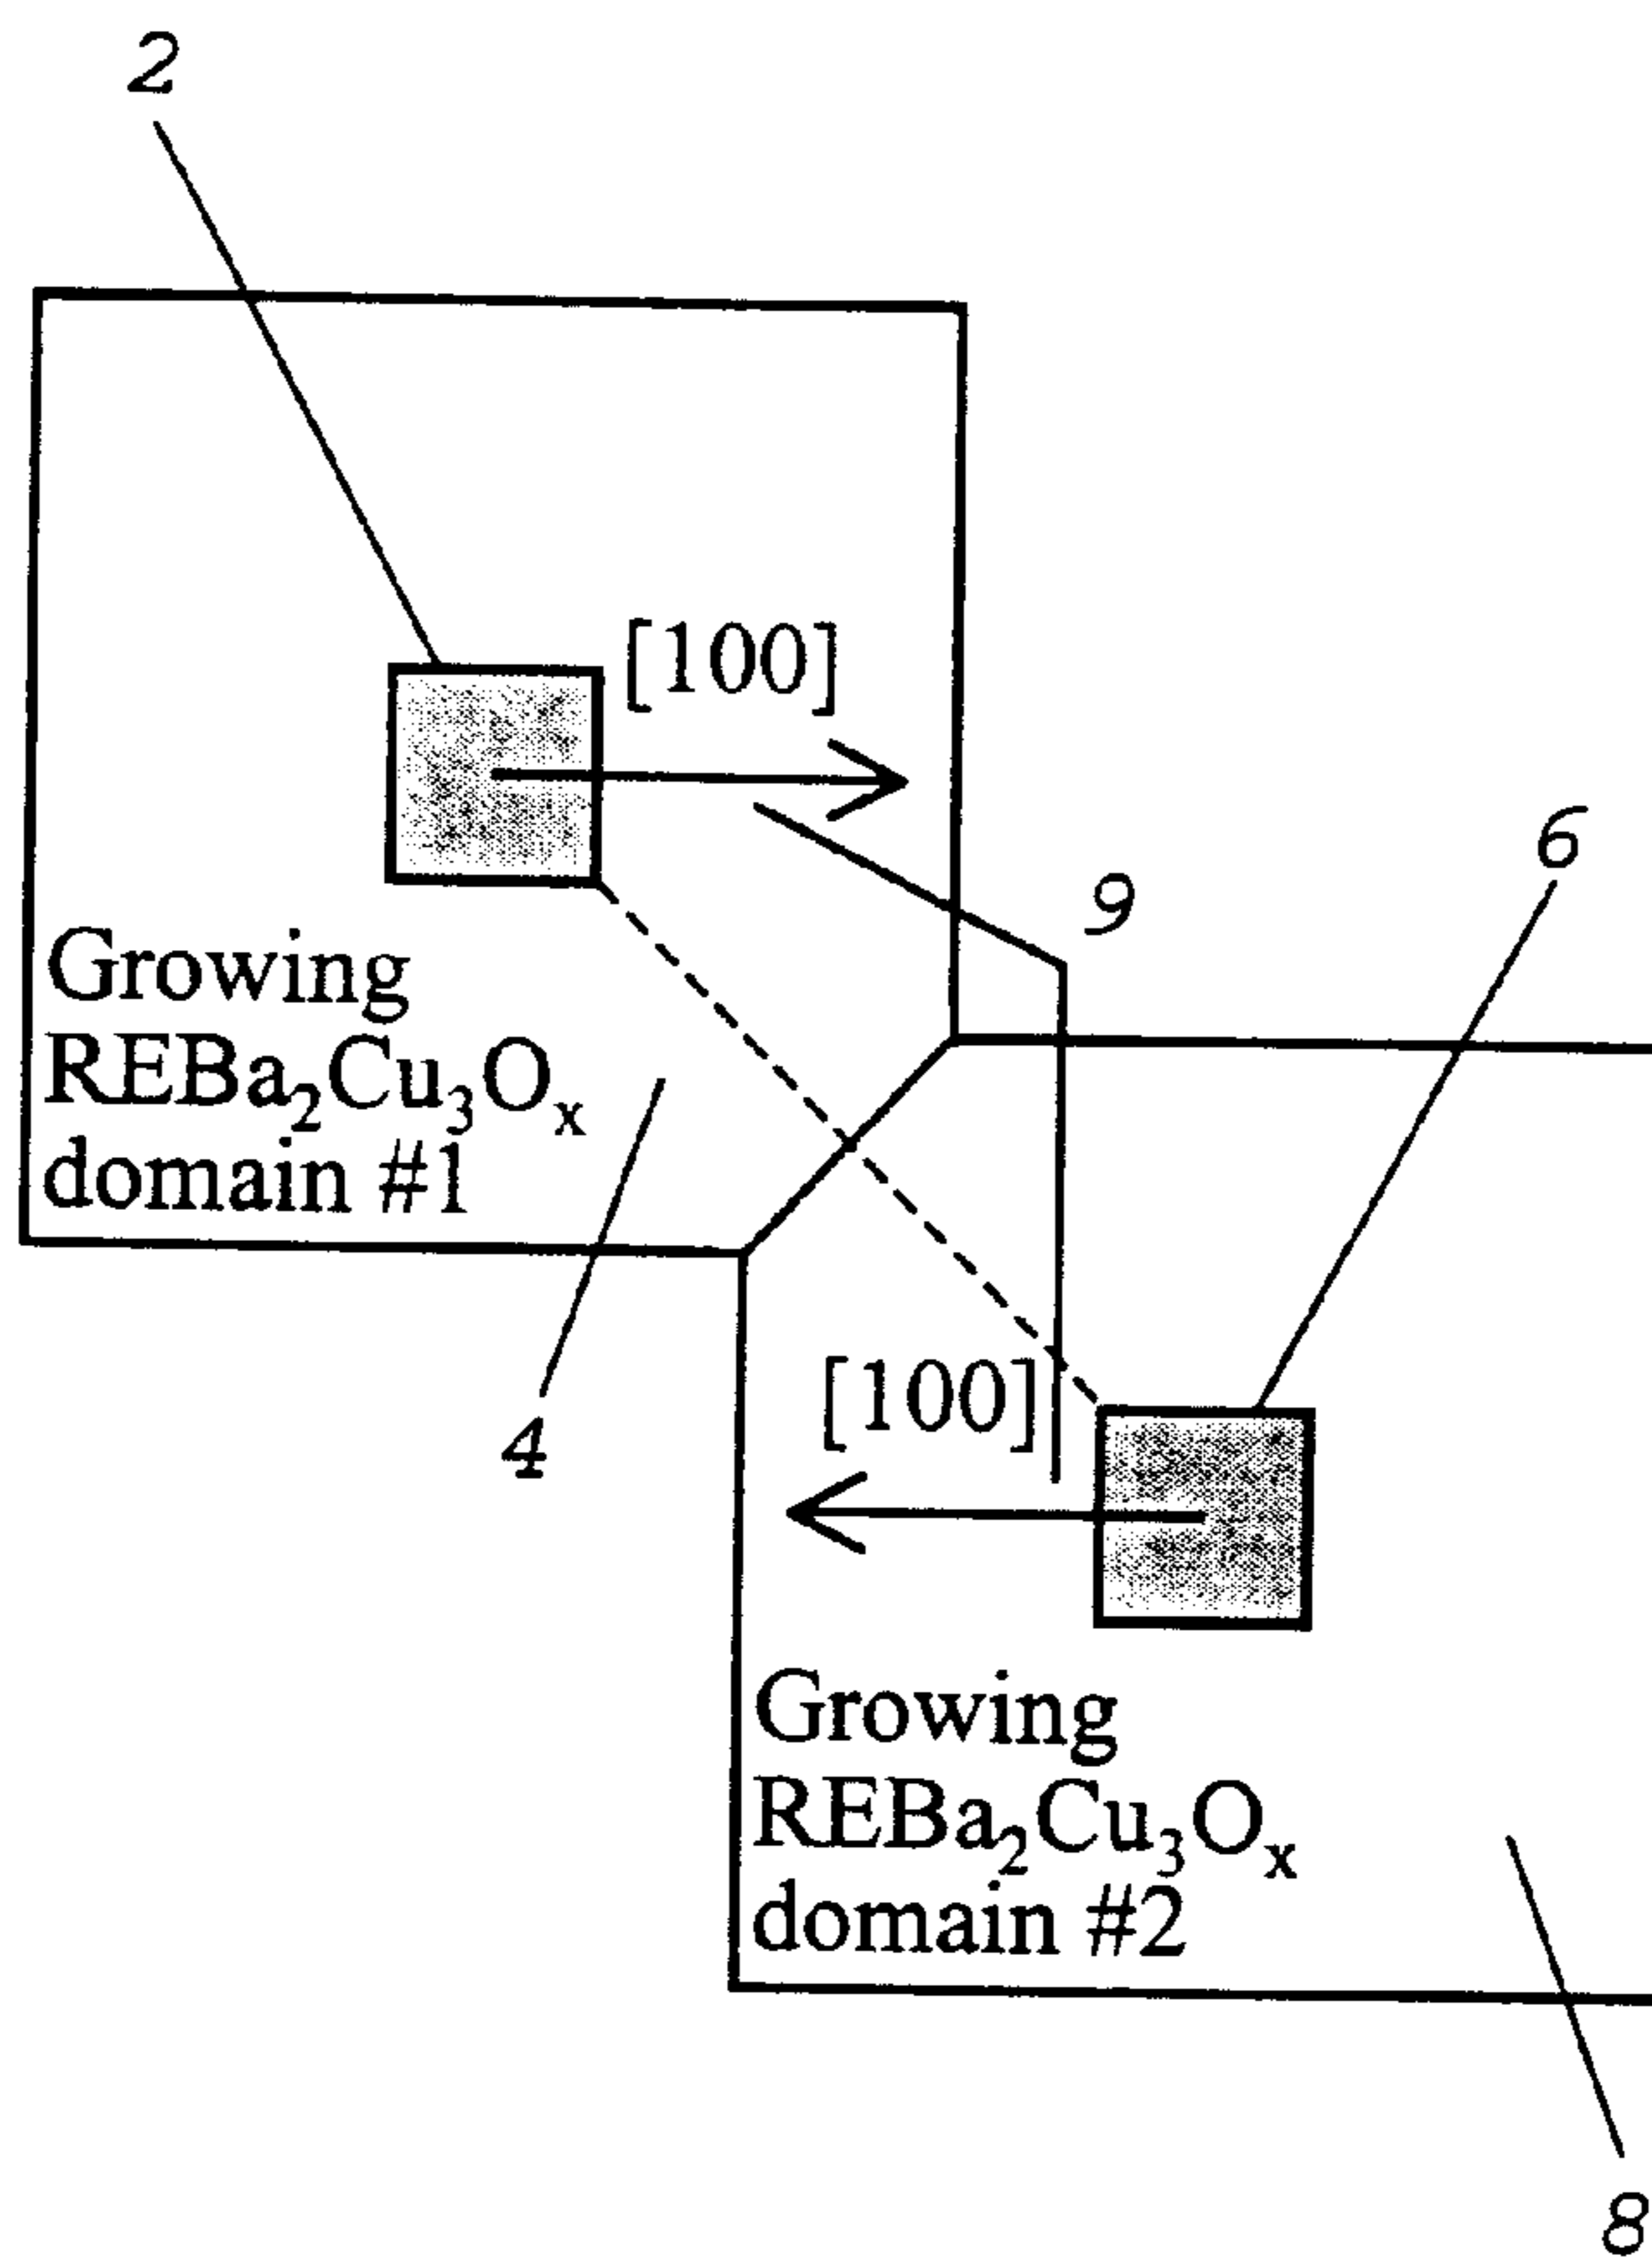 2
[100]
6
9
Growing
REBa₂Cu₃Oₓ
domain #1
[100]
4
Growing
REBa₂Cu₃Oₓ
domain #2
8